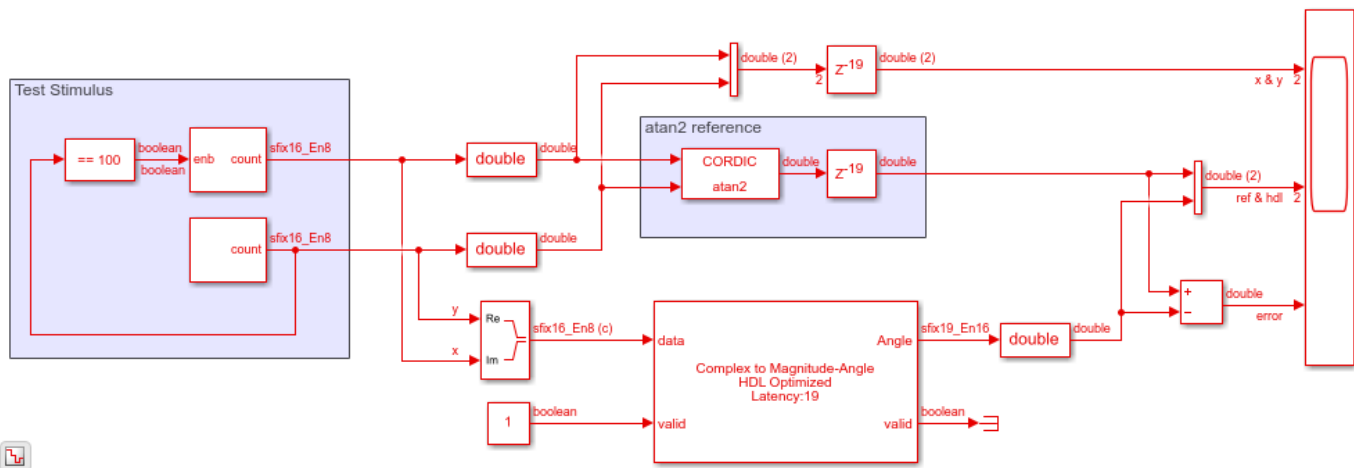 Test Stimulus
== 100
boolean
boolean
enb
count
sfix16_En8
count
sfix16_En8
double
double
double
double
double (2)
2
Z-19
double (2)
x & y
2
atan2 reference
CORDIC
atan2
double
Z-19
double
double (2)
ref & hdl
2
y
x
Re
Im
sfix16_En8 (c)
1
boolean
data
valid
Complex to Magnitude-Angle
HDL Optimized
Latency:19
Angle
valid
sfix19_En16
boolean
double
double
+
−
double
error